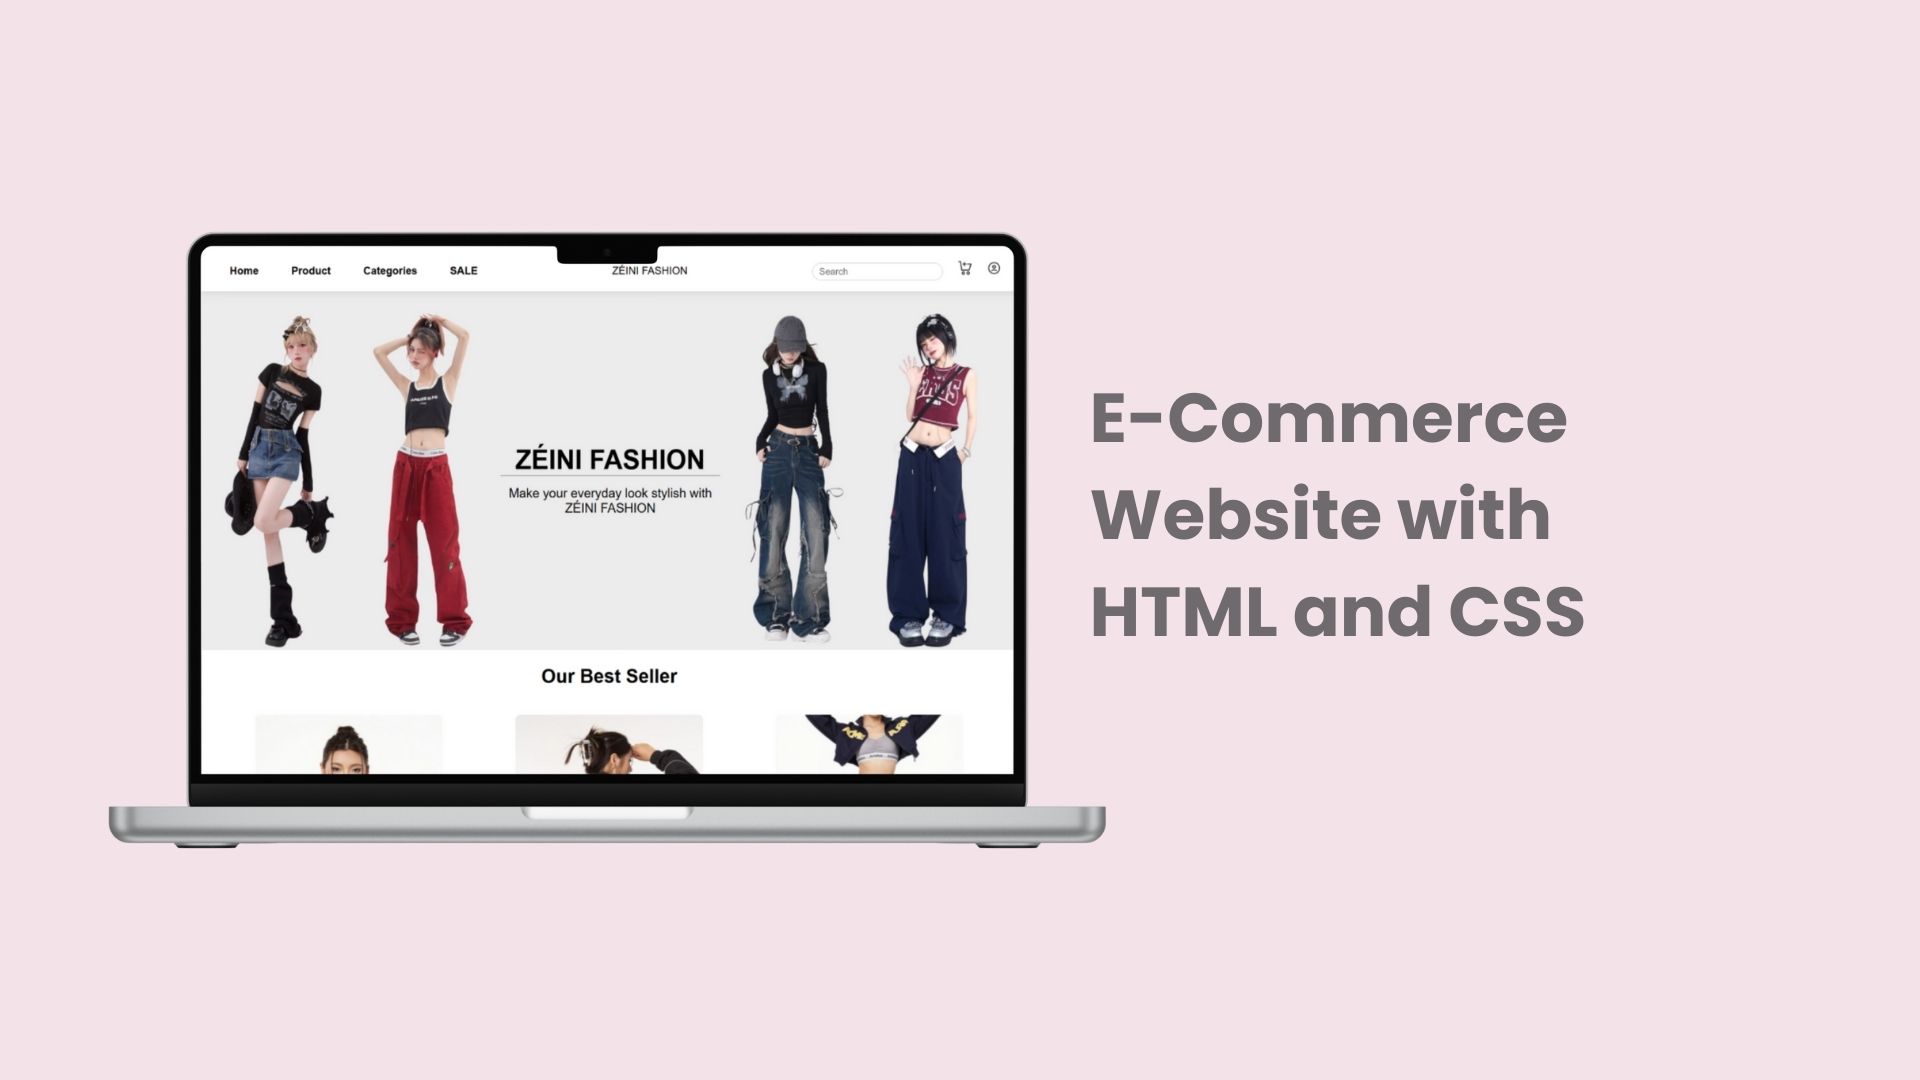 Home Product Categories SALE ZÉINI FASHION Search
ZÉINI FASHION
Make your everyday look stylish with
ZÉINI FASHION
Our Best Seller
E-Commerce
Website with
HTML and CSS